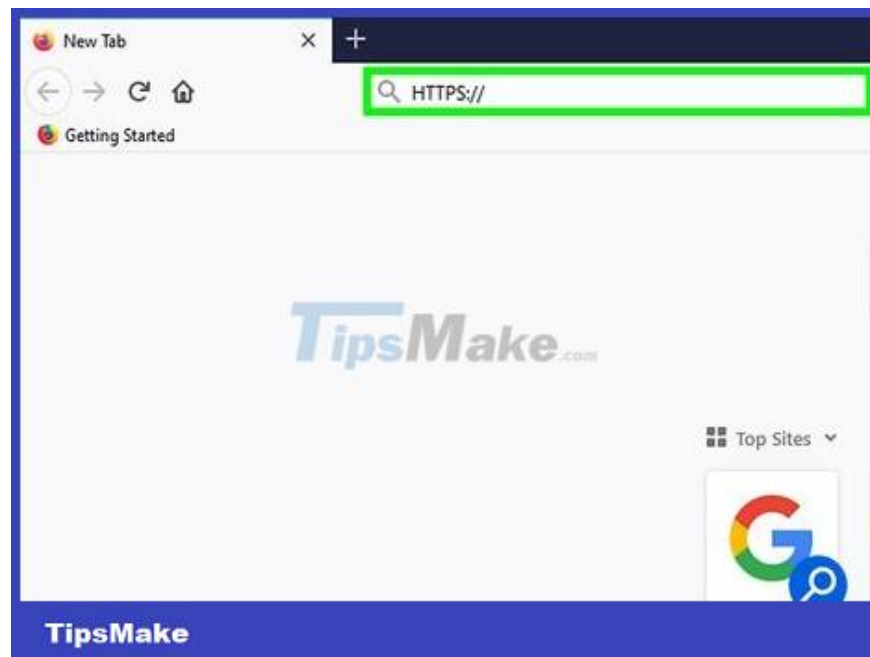 New Tab
HTTPS://
Getting Started
TipsMake.com
Top Sites
TipsMake